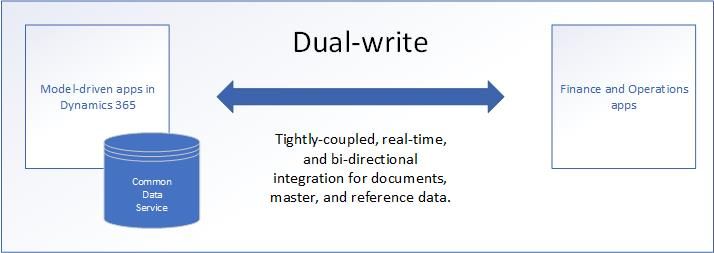 Dual-write
Model-driven apps in
Dynamics 365
Common
Data
Service
Tightly-coupled, real-time,
and bi-directional
integration for documents,
master, and reference data.
Finance and Operations
apps